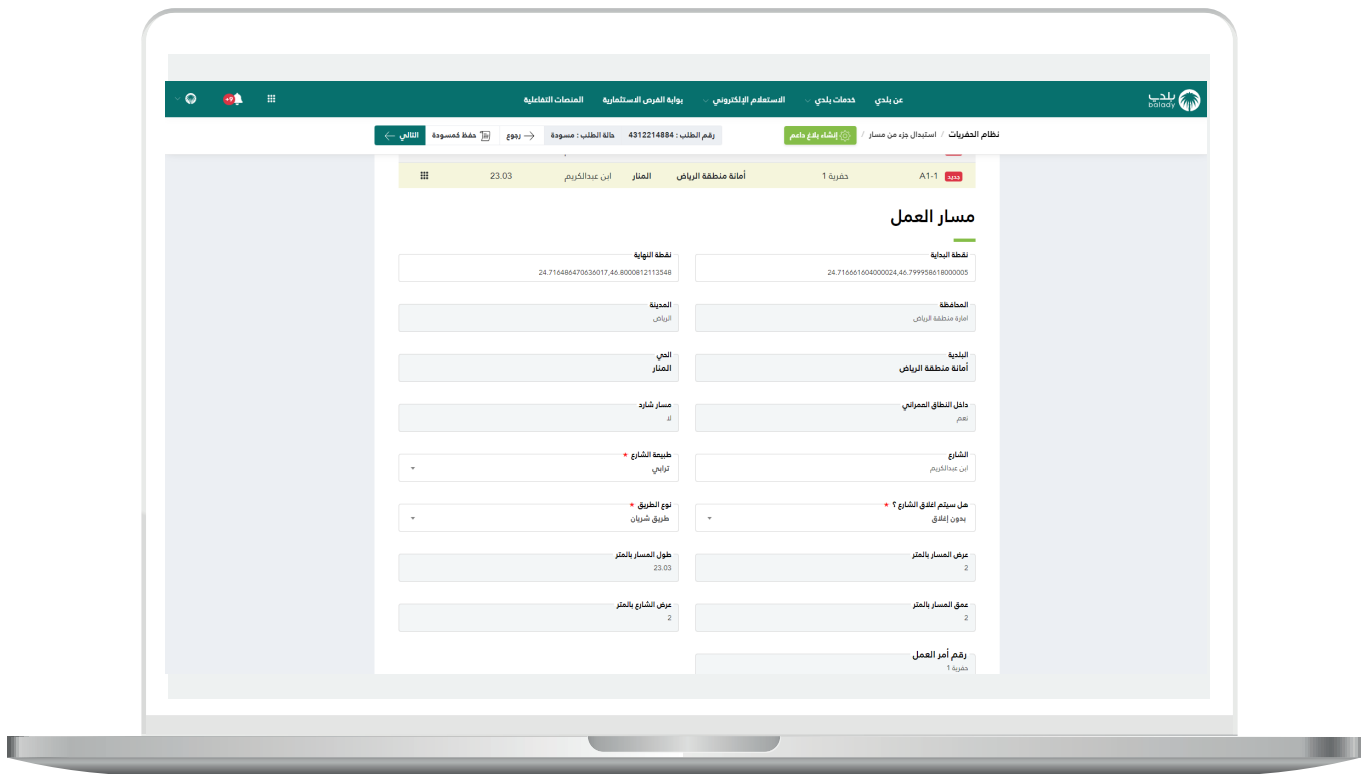 بلدي
balady
عن بلدي
خدمات بلدي
الاستعلام الإلكتروني
بوابة الفرص الاستثمارية
المنصات التفاعلية
+9
نظام الحفريات / استبدال جزء من مسار /
إنشاء بلاغ داعم
رقم الطلب : 4312214884
حالة الطلب : مسودة
رجوع
حفظ كمسودة
التالي
جديد A1-1 حفرية 1 أمانة منطقة الرياض المنار ابن عبدالكريم 23.03
مسار العمل
نقطة البداية
24.716661604000024,46.799958618000005
نقطة النهاية
24.716486470636017,46.8000812113548
المحافظة
امارة منطقة الرياض
المدينة
الرياض
البلدية
أمانة منطقة الرياض
الحي
المنار
داخل النطاق العمراني
نعم
مسار شارد
لا
الشارع
ابن عبدالكريم
طبيعة الشارع *
ترابي
هل سيتم اغلاق الشارع ؟ *
بدون إغلاق
نوع الطريق *
طريق شريان
عرض المسار بالمتر
2
طول المسار بالمتر
23.03
عمق المسار بالمتر
2
عرض الشارع بالمتر
2
رقم أمر العمل
حفرية 1